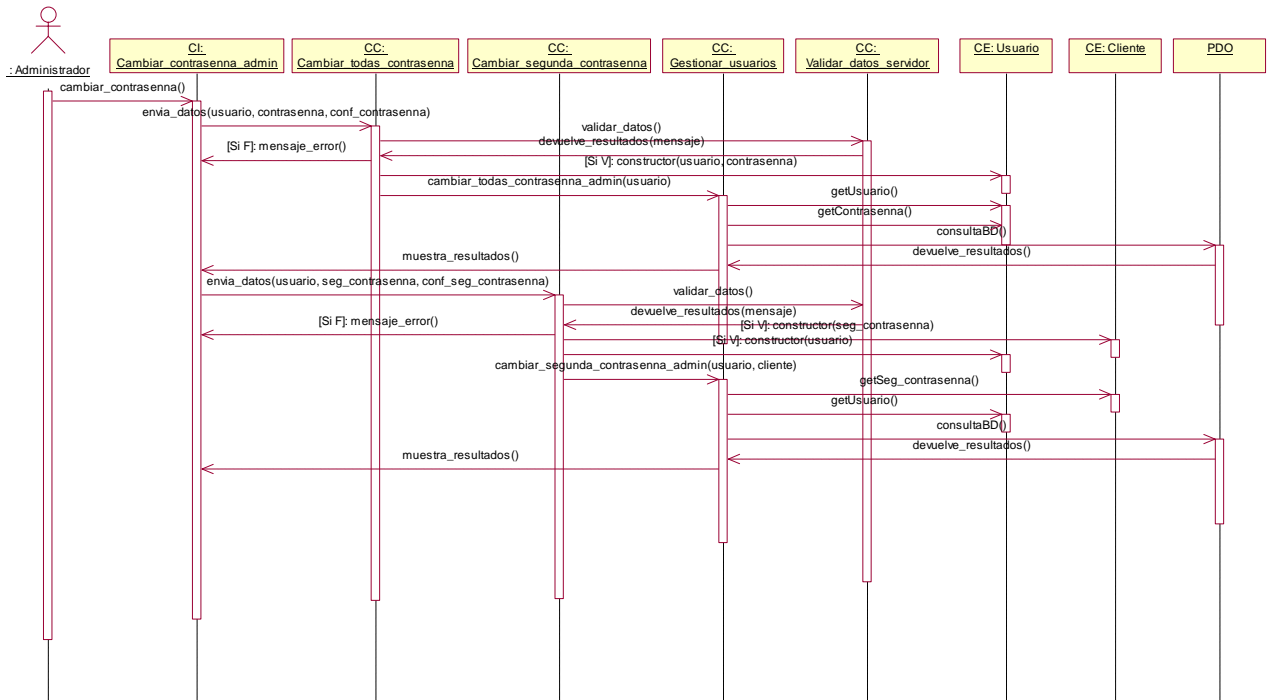 : Administrador
CI:
Cambiar_contrasenna_admin
CC:
Cambiar_todas_contrasenna
CC:
Cambiar_segunda_contrasenna
CC:
Gestionar_usuarios
CC:
Validar_datos_servidor
CE: Usuario
CE: Cliente
PDO
cambiar_contrasenna()
envia_datos(usuario, contrasenna, conf_contrasenna)
validar_datos()
devuelve_resultados(mensaje)
[Si F]: mensaje_error()
[Si V]: constructor(usuario, contrasenna)
cambiar_todas_contrasenna_admin(usuario)
getUsuario()
getContrasenna()
consultaBD()
devuelve_resultados()
muestra_resultados()
envia_datos(usuario, seg_contrasenna, conf_seg_contrasenna)
validar_datos()
devuelve_resultados(mensaje)
[Si F]: mensaje_error()
[Si V]: constructor(seg_contrasenna)
[Si V]: constructor(usuario)
cambiar_segunda_contrasenna_admin(usuario, cliente)
getSeg_contrasenna()
getUsuario()
consultaBD()
devuelve_resultados()
muestra_resultados()